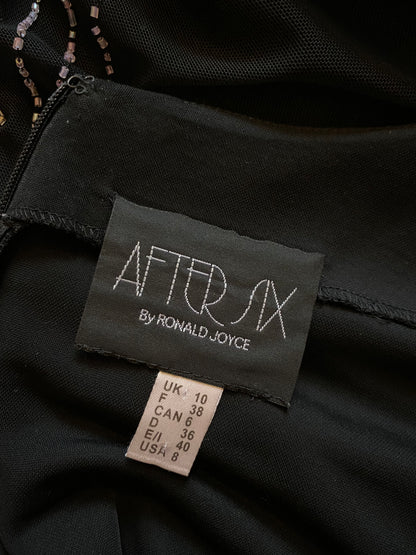 AFTER SIX
By RONALD JOYCE
UK 10
F 38
CAN 6
D 36
E/I 40
USA 8